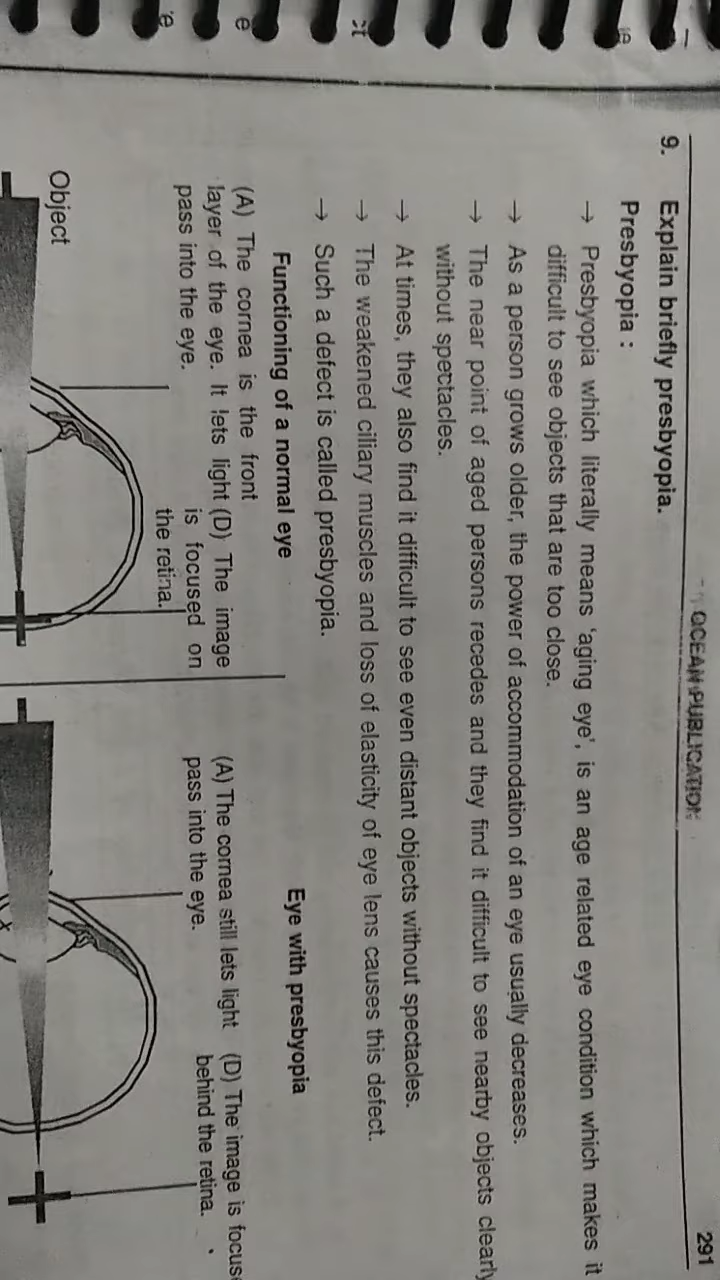 OCEAN PUBLICATION
291
9. Explain briefly presbyopia.
Presbyopia :
→ Presbyopia which literally means 'aging eye', is an age related eye condition which makes it
difficult to see objects that are too close.
→ As a person grows older, the power of accommodation of an eye usually decreases.
→ The near point of aged persons recedes and they find it difficult to see nearby objects clearly
without spectacles.
→ At times, they also find it difficult to see even distant objects without spectacles.
→ The weakened ciliary muscles and loss of elasticity of eye lens causes this defect.
→ Such a defect is called presbyopia.
Functioning of a normal eye
(A) The cornea is the front
layer of the eye. It lets light
pass into the eye.
(D) The image
is focused on
the retina.
Object
Eye with presbyopia
(A) The cornea still lets light
pass into the eye.
(D) The image is focus
behind the retina.